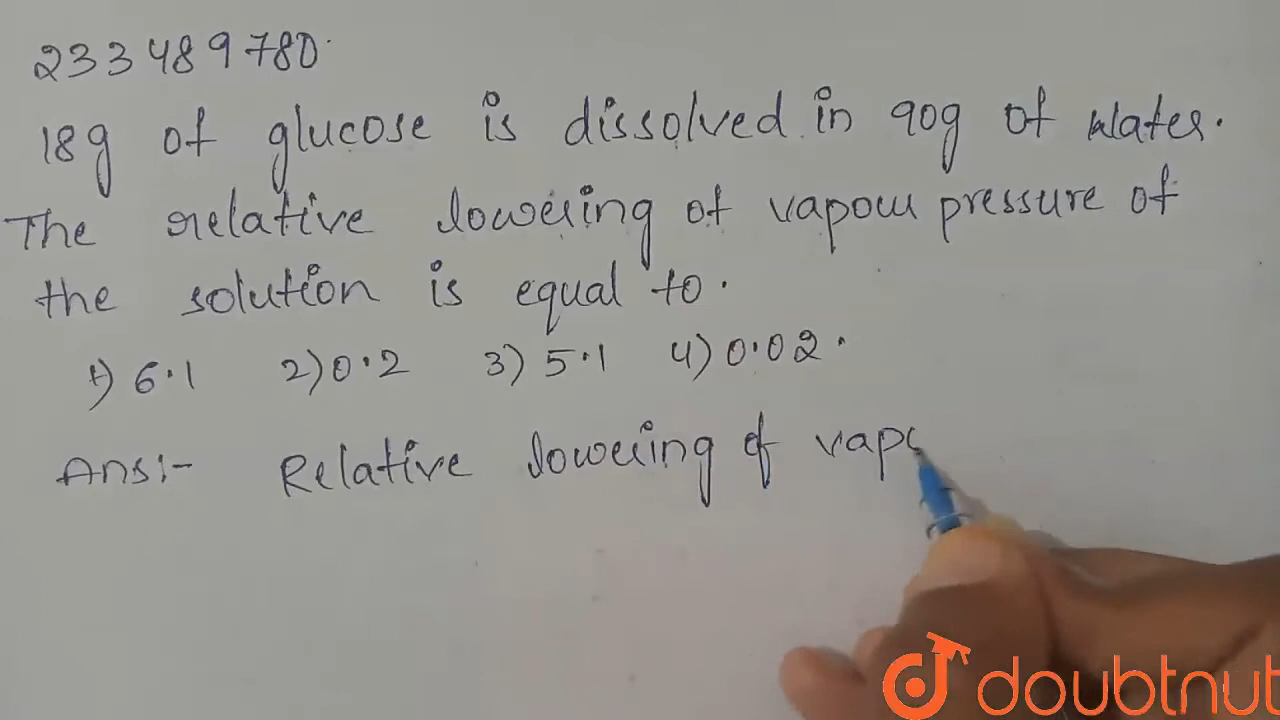 233489780.
18g of glucose is dissolved in 90g of water.
The relative lowering of vapour pressure of
the solution is equal to.
1) 6.1 2) 0.2 3) 5.1 4) 0.02.
Ans:- Relative lowering of vapo
doubtnut